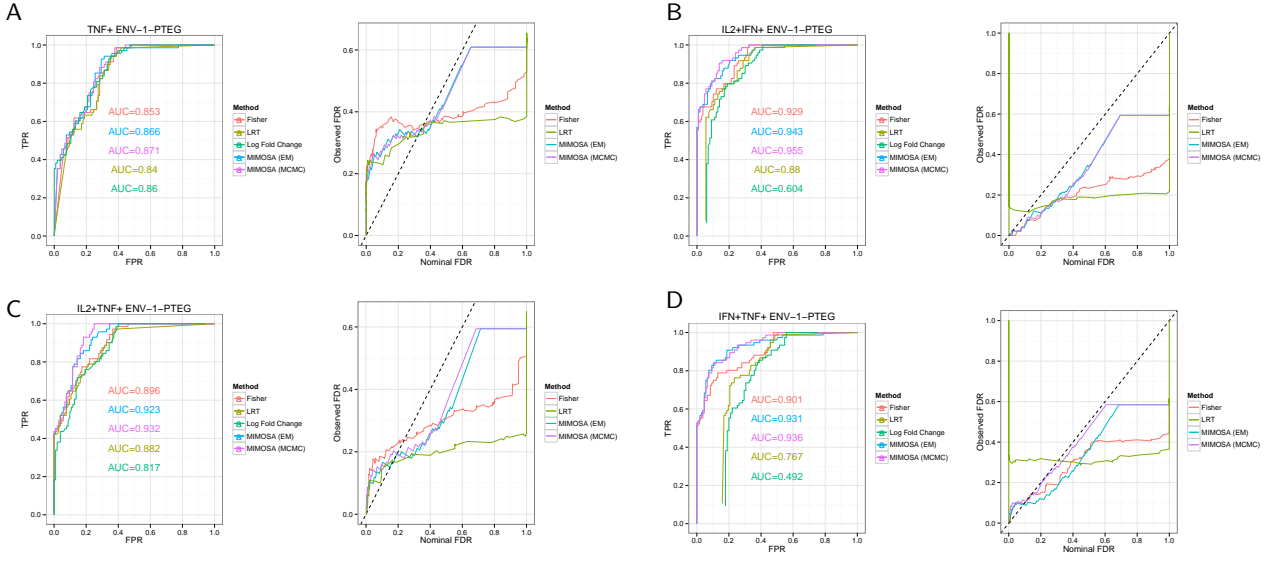 A
TNF+ ENV−1−PTEG
1.0
0.8
0.6
0.4
0.2
0.0
TPR
0.0 0.2 0.4 0.6 0.8 1.0
FPR
AUC=0.853
AUC=0.866
AUC=0.871
AUC=0.84
AUC=0.86
Method
Fisher
LRT
Log Fold Change
MIMOSA (EM)
MIMOSA (MCMC)
0.6
0.4
0.2
0.0
Observed FDR
0.0 0.2 0.4 0.6 0.8 1.0
Nominal FDR
Method
Fisher
LRT
MIMOSA (EM)
MIMOSA (MCMC)
B
IL2+IFN+ ENV−1−PTEG
1.0
0.8
0.6
0.4
0.2
0.0
TPR
0.0 0.2 0.4 0.6 0.8 1.0
FPR
AUC=0.929
AUC=0.943
AUC=0.955
AUC=0.88
AUC=0.604
Method
Fisher
LRT
Log Fold Change
MIMOSA (EM)
MIMOSA (MCMC)
1.0
0.8
0.6
0.4
0.2
0.0
Observed FDR
0.0 0.2 0.4 0.6 0.8 1.0
Nominal FDR
Method
Fisher
LRT
MIMOSA (EM)
MIMOSA (MCMC)
C
IL2+TNF+ ENV−1−PTEG
1.0
0.8
0.6
0.4
0.2
0.0
TPR
0.0 0.2 0.4 0.6 0.8 1.0
FPR
AUC=0.896
AUC=0.923
AUC=0.932
AUC=0.882
AUC=0.817
Method
Fisher
LRT
Log Fold Change
MIMOSA (EM)
MIMOSA (MCMC)
0.6
0.4
0.2
0.0
Observed FDR
0.0 0.2 0.4 0.6 0.8 1.0
Nominal FDR
Method
Fisher
LRT
MIMOSA (EM)
MIMOSA (MCMC)
D
IFN+TNF+ ENV−1−PTEG
1.0
0.8
0.6
0.4
0.2
0.0
TPR
0.0 0.2 0.4 0.6 0.8 1.0
FPR
AUC=0.901
AUC=0.931
AUC=0.936
AUC=0.767
AUC=0.492
Method
Fisher
LRT
Log Fold Change
MIMOSA (EM)
MIMOSA (MCMC)
1.0
0.8
0.6
0.4
0.2
0.0
Observed FDR
0.0 0.2 0.4 0.6 0.8 1.0
Nominal FDR
Method
Fisher
LRT
MIMOSA (EM)
MIMOSA (MCMC)